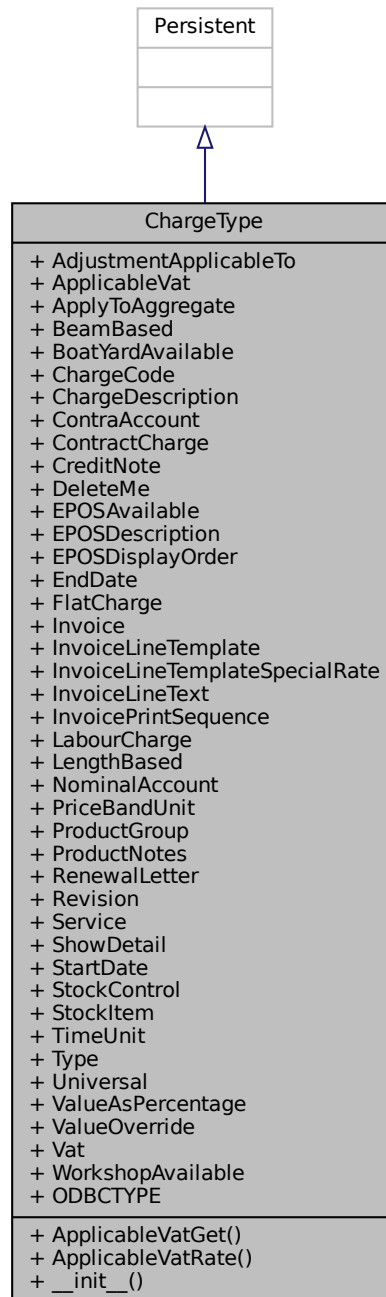 Persistent
ChargeType
+ AdjustmentApplicableTo
+ ApplicableVat
+ ApplyToAggregate
+ BeamBased
+ BoatYardAvailable
+ ChargeCode
+ ChargeDescription
+ ContraAccount
+ ContractCharge
+ CreditNote
+ DeleteMe
+ EPOSAvailable
+ EPOSDescription
+ EPOSDisplayOrder
+ EndDate
+ FlatCharge
+ Invoice
+ InvoiceLineTemplate
+ InvoiceLineTemplateSpecialRate
+ InvoiceLineText
+ InvoicePrintSequence
+ LabourCharge
+ LengthBased
+ NominalAccount
+ PriceBandUnit
+ ProductGroup
+ ProductNotes
+ RenewalLetter
+ Revision
+ Service
+ ShowDetail
+ StartDate
+ StockControl
+ StockItem
+ TimeUnit
+ Type
+ Universal
+ ValueAsPercentage
+ ValueOverride
+ Vat
+ WorkshopAvailable
+ ODBCTYPE
+ ApplicableVatGet()
+ ApplicableVatRate()
+ __init__()